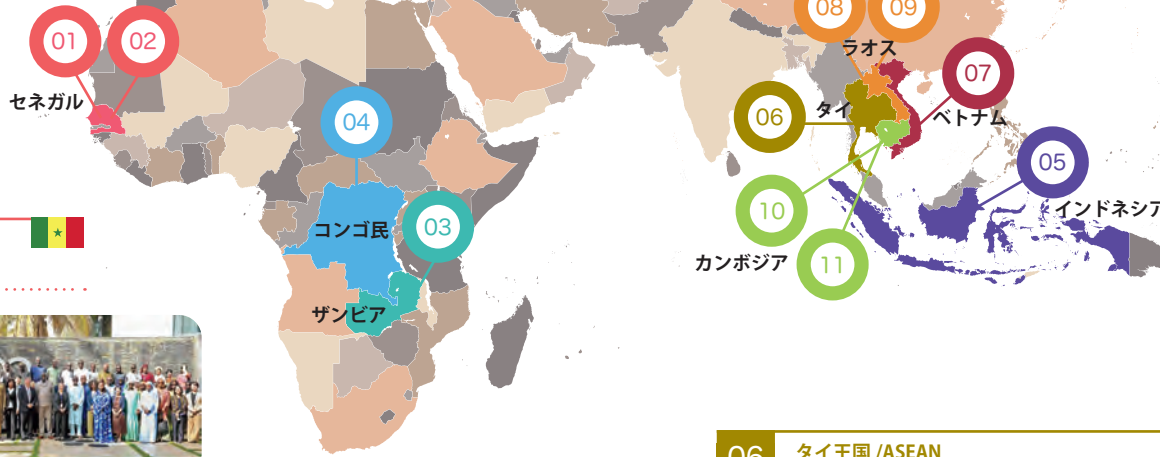 08
09
01
02
ラオス
07
セネガル
06
タイ
ベトナム
04
05
10
インドネシア
コンゴ民
03
カンボジア
11
ザンビア
06
タイ王国 /ASEAN